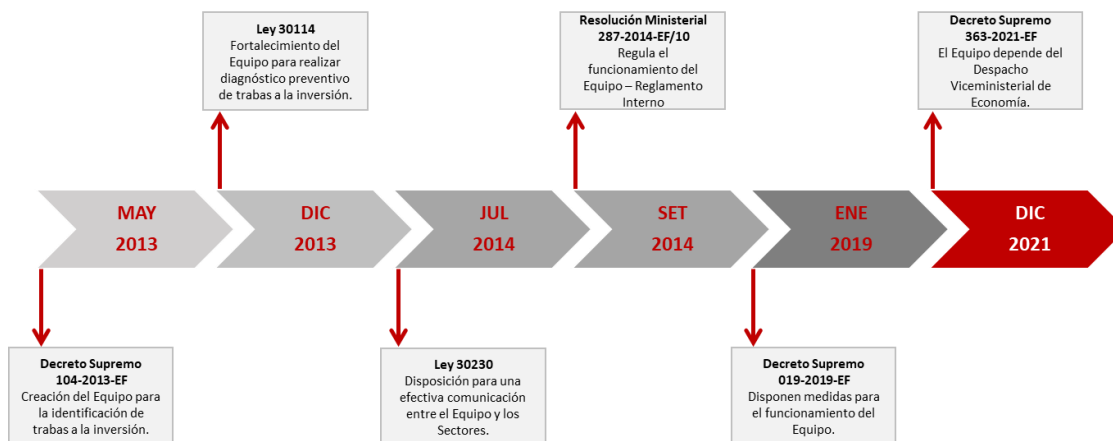 Ley 30114
Fortalecimiento del
Equipo para realizar
diagnóstico preventivo
de trabas a la inversión.
Resolución Ministerial
287-2014-EF/10
Regula el
funcionamiento del
Equipo – Reglamento
Interno
Decreto Supremo
363-2021-EF
El Equipo depende del
Despacho
Viceministerial de
Economía.
MAY
2013
DIC
2013
JUL
2014
SET
2014
ENE
2019
DIC
2021
Decreto Supremo
104-2013-EF
Creación del Equipo para
la identificación de
trabas a la inversión.
Ley 30230
Disposición para una
efectiva comunicación
entre el Equipo y los
Sectores.
Decreto Supremo
019-2019-EF
Disponen medidas para
el funcionamiento del
Equipo.